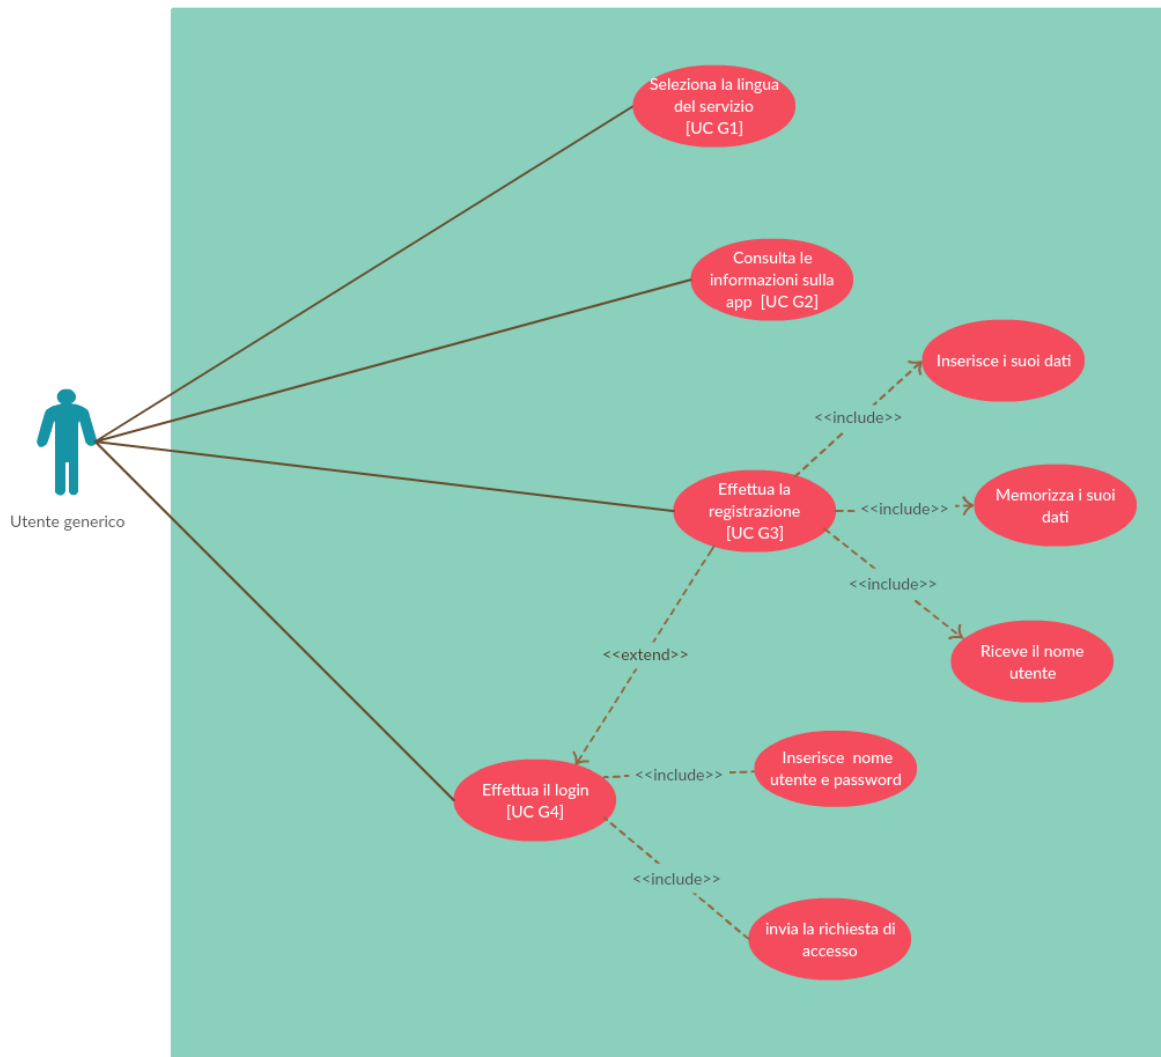 Seleziona la lingua
del servizio
[UC G1]
Consulta le
informazioni sulla
app [UC G2]
Inserisce i suoi dati
<<include>>
Effettua la
registrazione
[UC G3]
<<include>>
Memorizza i suoi
dati
Utente generico
<<include>>
Riceve il nome
utente
<<extend>>
Effettua il login
[UC G4]
<<include>>
Inserisce nome
utente e password
<<include>>
invia la richiesta di
accesso